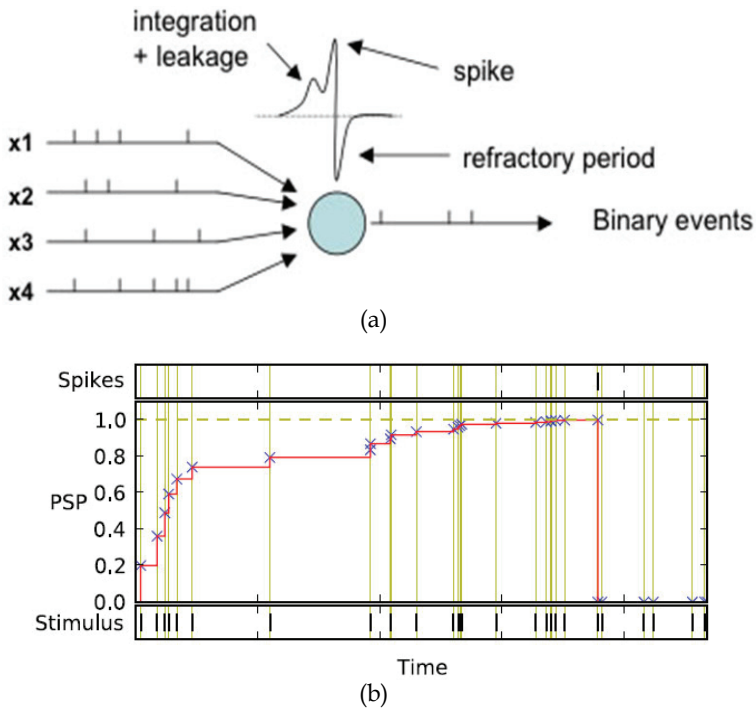 integration
+ leakage
spike
x1
refractory period
x2
x3
Binary events
x4
(a)
Spikes
1.0
0.8
0.6
PSP
0.4
0.2
0.0
Stimulus
Time
(b)